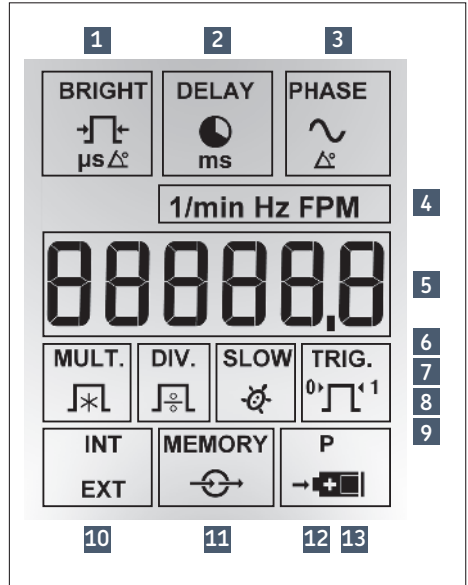 1 2 3
BRIGHT DELAY PHASE
µs ° ms °
1/min Hz FPM 4
888888.8 5
6
MULT. DIV. SLOW TRIG. 7
0 1 8
9
INT MEMORY P
EXT
10 11 12 13